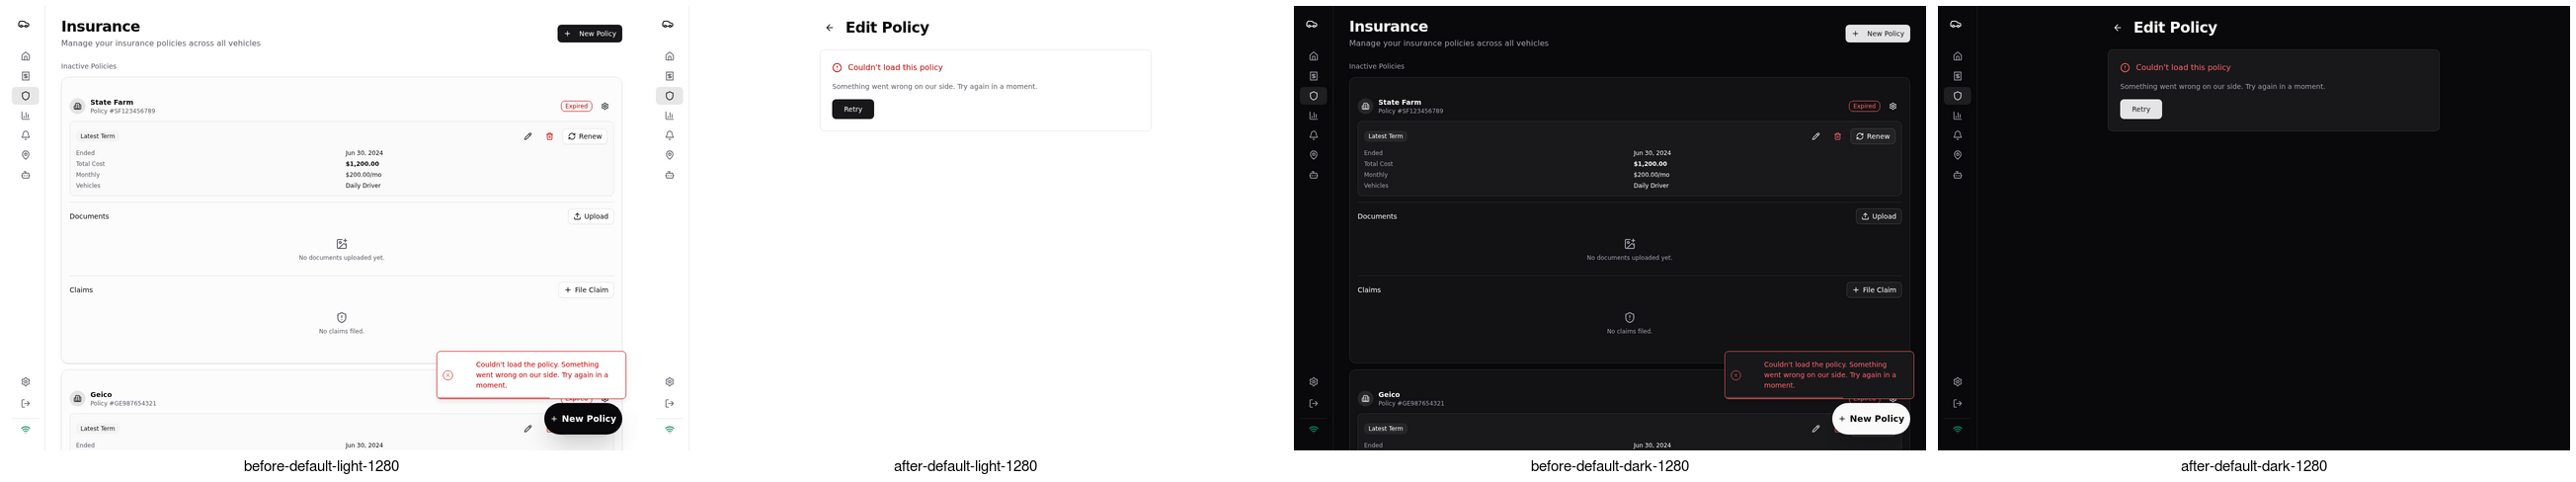 Insurance
Manage your insurance policies across all vehicles
+ New Policy
Inactive Policies
State Farm
Policy #SF123456789
Expired
Latest Term
Renew
Ended Jun 30, 2024
Total Cost $1,200.00
Monthly $200.00/mo
Vehicles Daily Driver
Documents
Upload
No documents uploaded yet.
Claims
+ File Claim
No claims filed.
Couldn't load the policy. Something
went wrong on our side. Try again in a
moment.
Geico
Policy #GE987654321
+ New Policy
Latest Term
Ended Jun 30, 2024
before-default-light-1280
Edit Policy
Couldn't load this policy
Something went wrong on our side. Try again in a moment.
Retry
after-default-light-1280
Insurance
Manage your insurance policies across all vehicles
+ New Policy
Inactive Policies
State Farm
Policy #SF123456789
Expired
Latest Term
Renew
Ended Jun 30, 2024
Total Cost $1,200.00
Monthly $200.00/mo
Vehicles Daily Driver
Documents
Upload
No documents uploaded yet.
Claims
+ File Claim
No claims filed.
Couldn't load the policy. Something
went wrong on our side. Try again in a
moment.
Geico
Policy #GE987654321
+ New Policy
Latest Term
Ended Jun 30, 2024
before-default-dark-1280
Edit Policy
Couldn't load this policy
Something went wrong on our side. Try again in a moment.
Retry
after-default-dark-1280